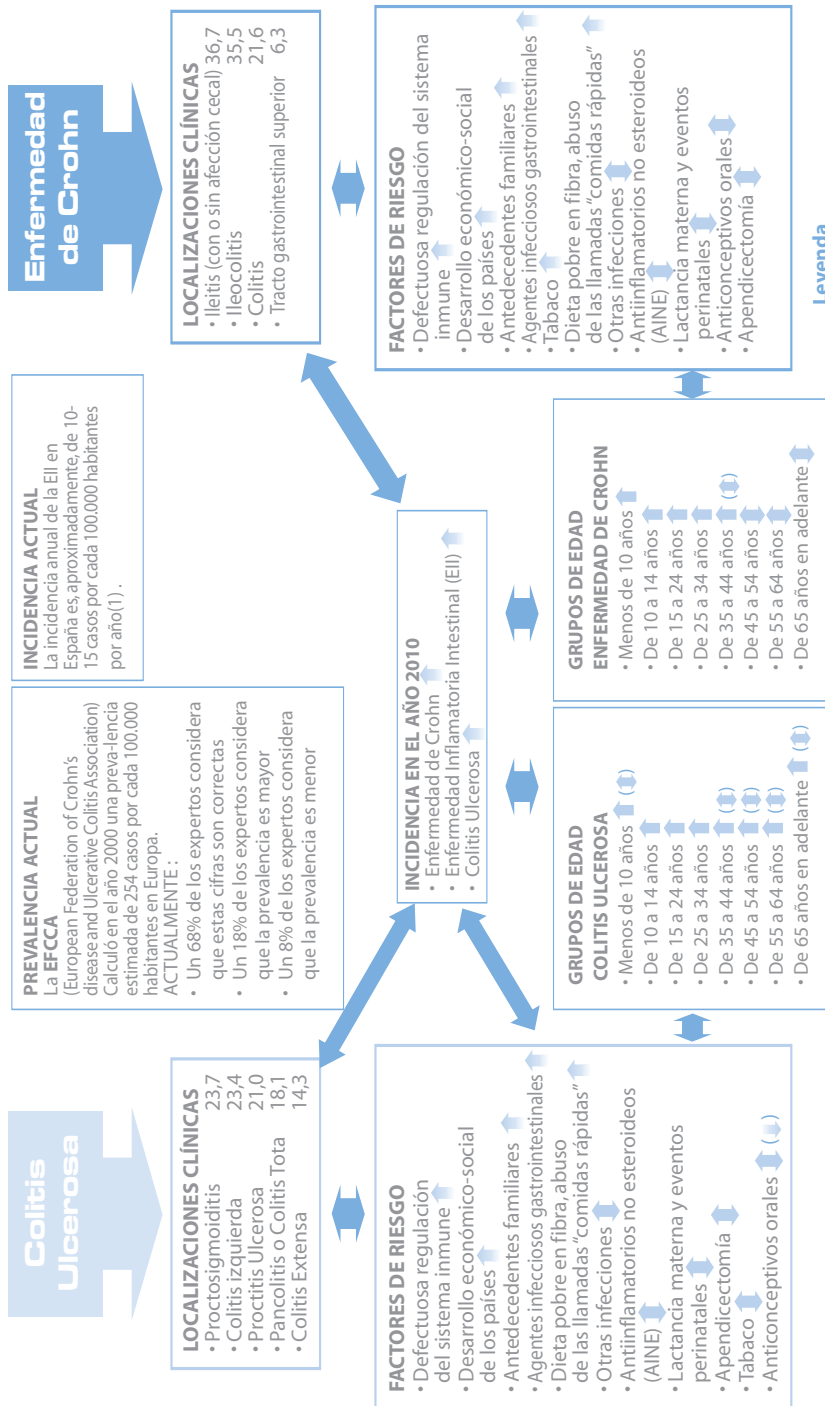 Colitis
Ulcerosa
LOCALIZACIONES CLÍNICAS
• Proctosigmoiditis 23,7
• Colitis izquierda 23,4
• Proctitis Ulcerosa 21,0
• Pancolitis o Colitis Tota 18,1
• Colitis Extensa 14,3
FACTORES DE RIESGO
• Defectuosa regulación
del sistema inmune
• Desarrollo económico-social
de los países
• Antedecedentes familiares
• Agentes infecciosos gastrointestinales
• Dieta pobre en fibra, abuso
de las llamadas “comidas rápidas”
• Otras infecciones
• Antiinflamatorios no esteroideos
(AINE)
• Lactancia materna y eventos
perinatales
• Apendicectomía
• Tabaco
• Anticonceptivos orales (↓)
PREVALENCIA ACTUAL
La EFCCA
(European Federation of Crohn’s
disease and Ulcerative Colitis Association)
Calculó en el año 2000 una preva-lencia
estimada de 254 casos por cada 100.000
habitantes en Europa.
ACTUALMENTE :
• Un 68% de los expertos considera
que estas cifras son correctas
• Un 18% de los expertos considera
que la prevalencia es mayor
• Un 8% de los expertos considera
que la prevalencia es menor
INCIDENCIA ACTUAL
La incidencia anual de la EII en
España es, aproximadamente, de 10-
15 casos por cada 100.000 habitantes
por año(1) .
INCIDENCIA EN EL AÑO 2010
• Enfermedad de Crohn
• Enfermedad Inflamatoria Intestinal (EII)
• Colitis Ulcerosa
GRUPOS DE EDAD
COLITIS ULCEROSA
• Menos de 10 años (↕)
• De 10 a 14 años
• De 15 a 24 años
• De 25 a 34 años
• De 35 a 44 años (↕)
• De 45 a 54 años (↕)
• De 55 a 64 años (↕)
• De 65 años en adelante (↕)
GRUPOS DE EDAD
ENFERMEDAD DE CROHN
• Menos de 10 años
• De 10 a 14 años
• De 15 a 24 años
• De 25 a 34 años
• De 35 a 44 años (↕)
• De 45 a 54 años
• De 55 a 64 años
• De 65 años en adelante
Enfermedad
de Crohn
LOCALIZACIONES CLÍNICAS
• Ileitis (con o sin afección cecal) 36,7
• Ileocolitis 35,5
• Colitis 21,6
• Tracto gastrointestinal superior 6,3
FACTORES DE RIESGO
• Defectuosa regulación del sistema
inmune
• Desarrollo económico-social
de los países
• Antedecedentes familiares
• Agentes infecciosos gastrointestinales
• Tabaco
• Dieta pobre en fibra, abuso
de las llamadas “comidas rápidas”
• Otras infecciones
• Antiinflamatorios no esteroideos
(AINE)
• Lactancia materna y eventos
perinatales
• Anticonceptivos orales
• Apendicectomía
Leyenda